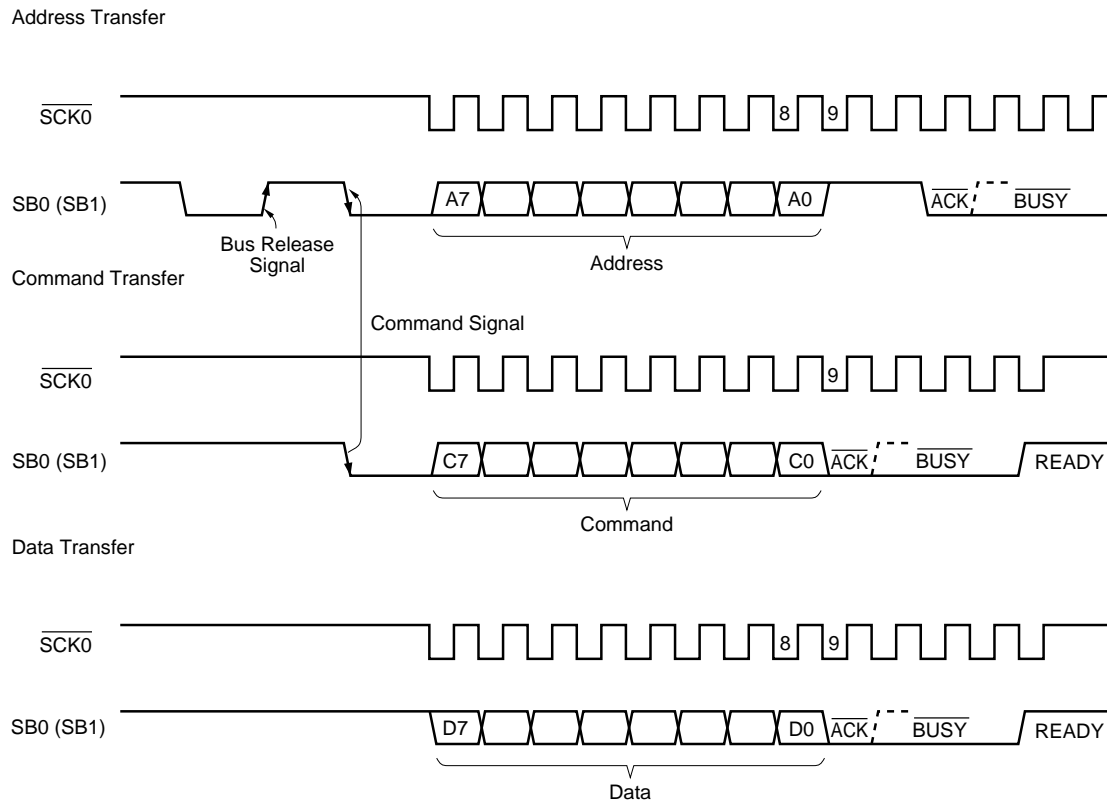 Address Transfer
SCK0
8 9
SB0 (SB1)
A7 A0 ACK BUSY
Bus Release
Signal
Address
Command Transfer
Command Signal
SCK0
9
SB0 (SB1)
C7 C0 ACK BUSY READY
Command
Data Transfer
SCK0
8 9
SB0 (SB1)
D7 D0 ACK BUSY READY
Data